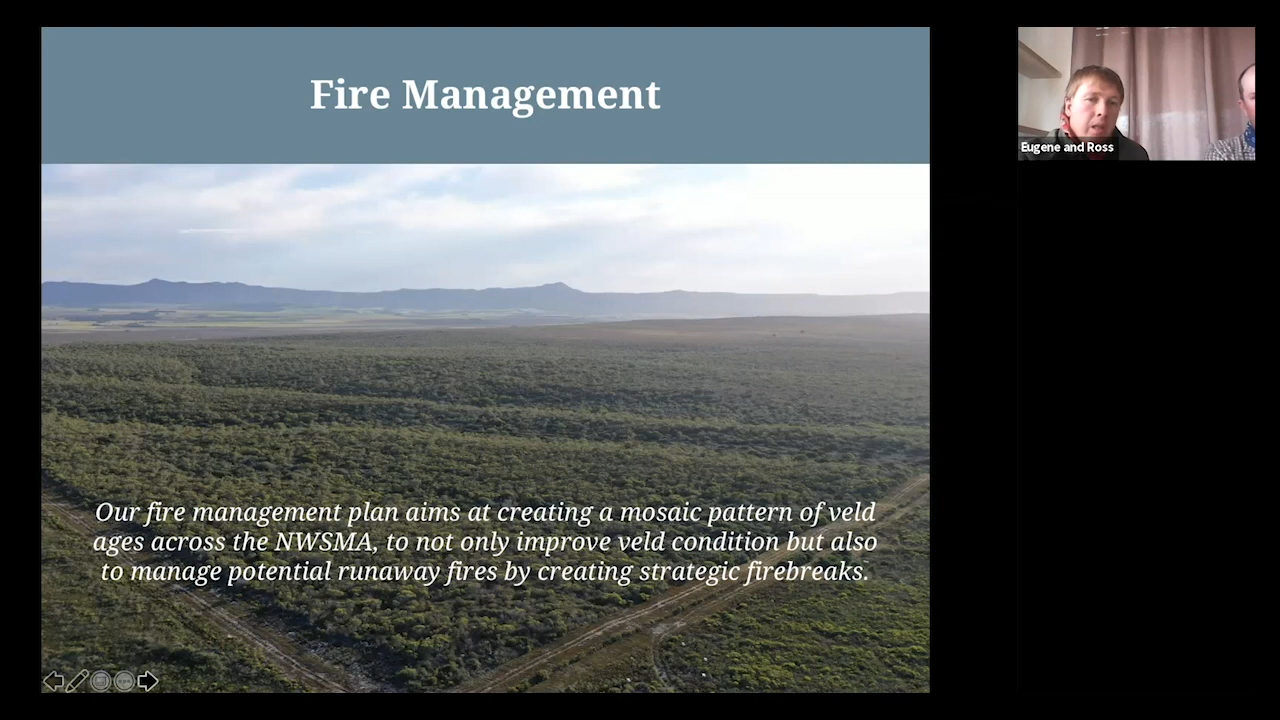 Fire Management
Eugene and Ross
Our fire management plan aims at creating a mosaic pattern of veld
ages across the NWSMA, to not only improve veld condition but also
to manage potential runaway fires by creating strategic firebreaks.